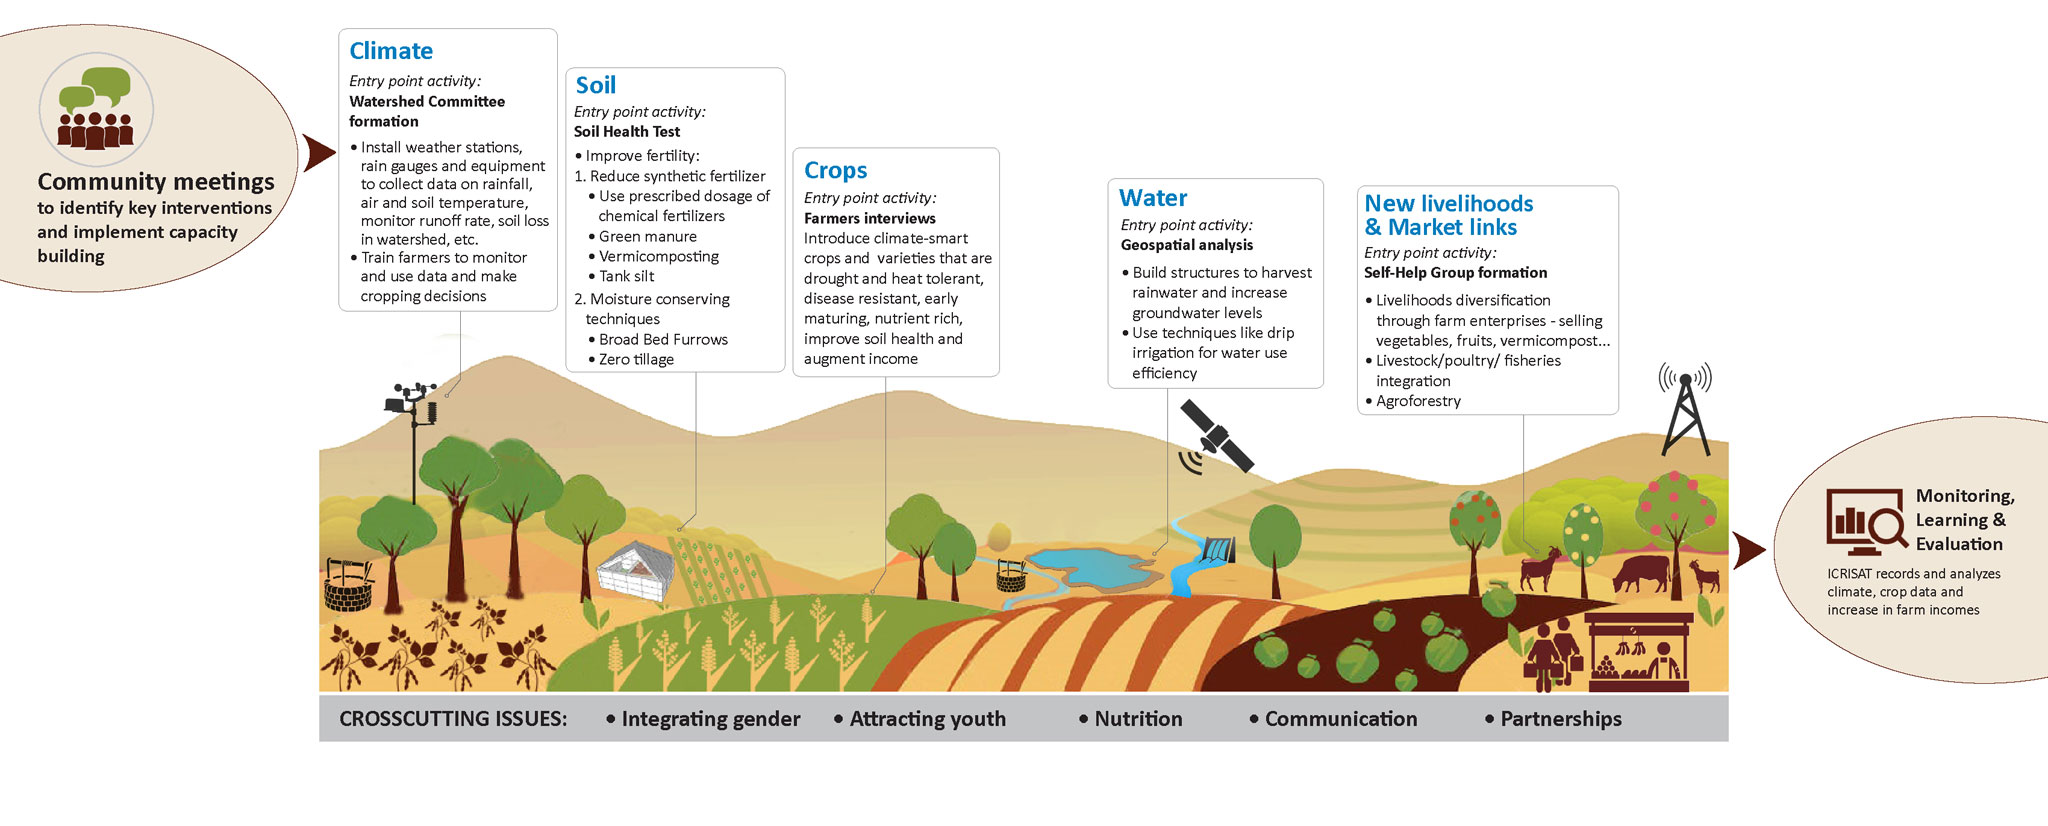 Community meetings
to identify key interventions
and implement capacity
building
Climate
Entry point activity:
Watershed Committee
formation
• Install weather stations,
rain gauges and equipment
to collect data on rainfall,
air and soil temperature,
monitor runoff rate, soil loss
in watershed, etc.
• Train farmers to monitor
and use data and make
cropping decisions
Soil
Entry point activity:
Soil Health Test
• Improve fertility:
1. Reduce synthetic fertilizer
• Use prescribed dosage of
chemical fertilizers
• Green manure
• Vermicomposting
• Tank silt
2. Moisture conserving
techniques
• Broad Bed Furrows
• Zero tillage
Crops
Entry point activity:
Farmers interviews
Introduce climate-smart
crops and varieties that are
drought and heat tolerant,
disease resistant, early
maturing, nutrient rich,
improve soil health and
augment income
Water
Entry point activity:
Geospatial analysis
• Build structures to harvest
rainwater and increase
groundwater levels
• Use techniques like drip
irrigation for water use
efficiency
New livelihoods
& Market links
Entry point activity:
Self-Help Group formation
• Livelihoods diversification
through farm enterprises - selling
vegetables, fruits, vermicompost...
• Livestock/poultry/ fisheries
integration
• Agroforestry
Monitoring,
Learning &
Evaluation
ICRISAT records and analyzes
climate, crop data and
increase in farm incomes
CROSSCUTTING ISSUES: • Integrating gender • Attracting youth • Nutrition • Communication • Partnerships